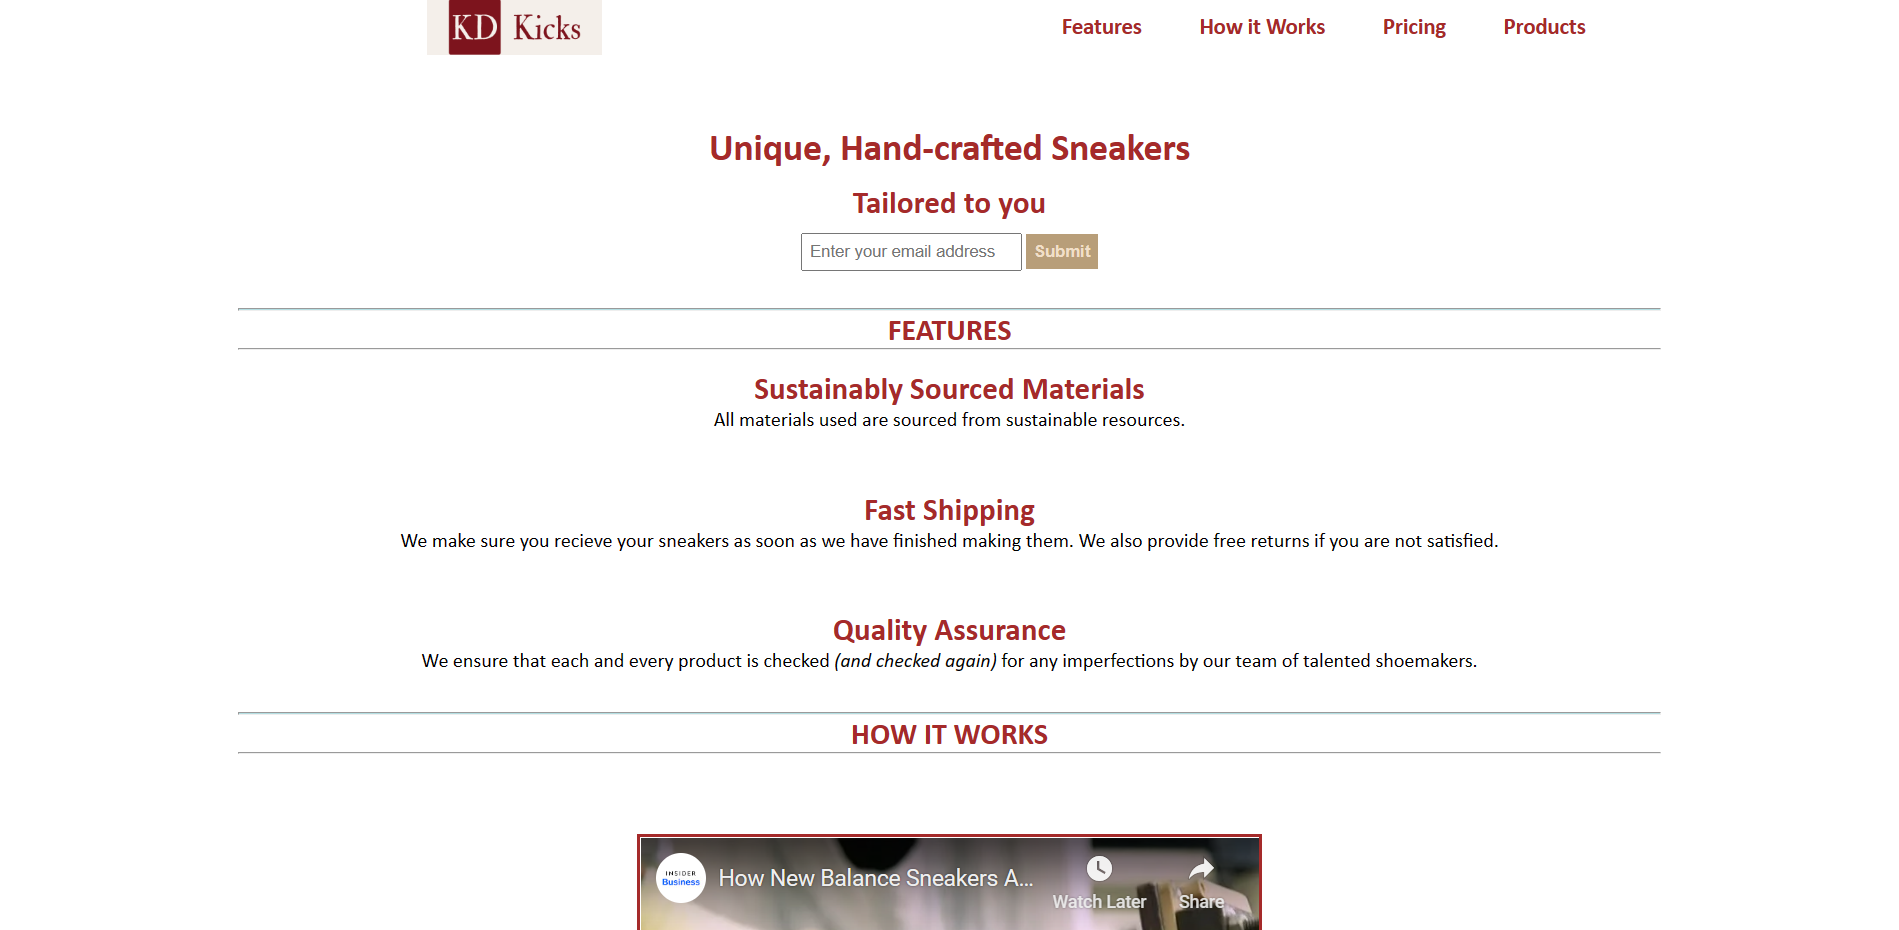 KD Kicks
Features How it Works Pricing Products
Unique, Hand-crafted Sneakers
Tailored to you
Enter your email address Submit
FEATURES
Sustainably Sourced Materials
All materials used are sourced from sustainable resources.
Fast Shipping
We make sure you recieve your sneakers as soon as we have finished making them. We also provide free returns if you are not satisfied.
Quality Assurance
We ensure that each and every product is checked (and checked again) for any imperfections by our team of talented shoemakers.
HOW IT WORKS
INSIDER
Business
How New Balance Sneakers A...
Watch Later Share